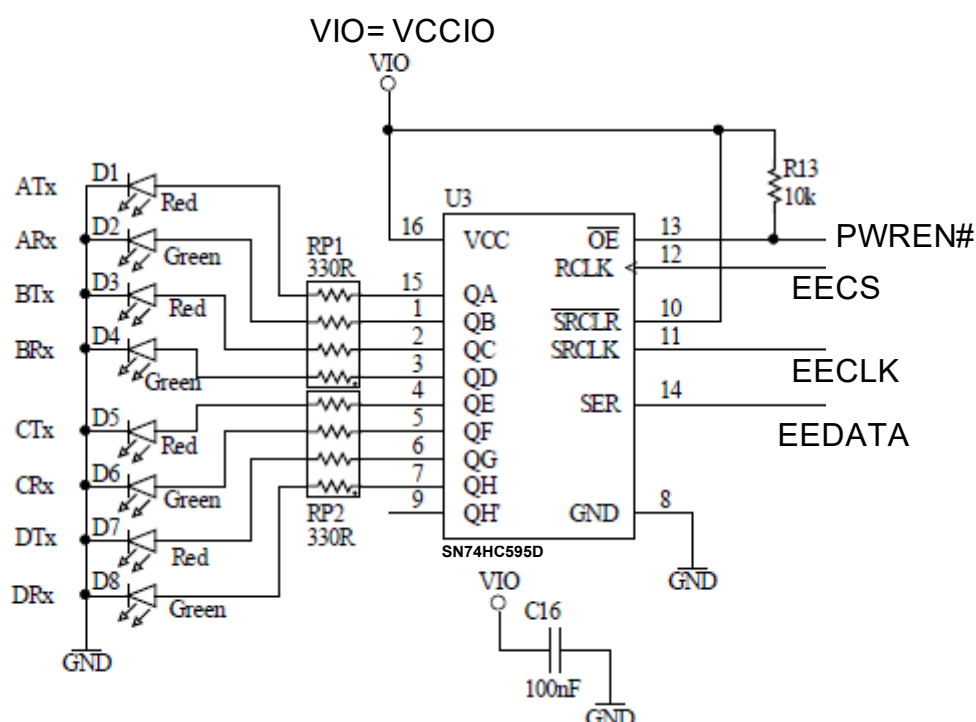 VIO= VCCIO
VIO
R13
10k
ATx
D1
Red
ARx
D2
Green
BTx
D3
Red
BRx
D4
Green
CTx
D5
Red
CRx
D6
Green
DTx
D7
Red
DRx
D8
Green
GND
RP1
330R
RP2
330R
U3
16 VCC
15 QA
1 QB
2 QC
3 QD
4 QE
5 QF
6 QG
7 QH
9 QH'
OE 13 PWREN#
RCLK 12 EECS
SRCLR 10
SRCLK 11 EECLK
SER 14 EEDATA
GND 8
GND
SN74HC595D
VIO
C16
100nF
GND